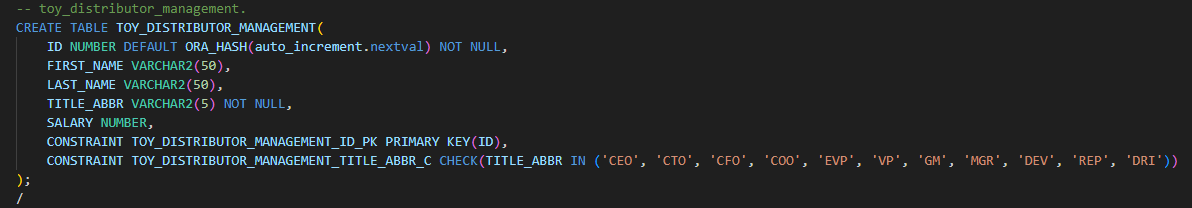 -- toy_distributor_management.
CREATE TABLE TOY_DISTRIBUTOR_MANAGEMENT(
    ID NUMBER DEFAULT ORA_HASH(auto_increment.nextval) NOT NULL,
    FIRST_NAME VARCHAR2(50),
    LAST_NAME VARCHAR2(50),
    TITLE_ABBR VARCHAR2(5) NOT NULL,
    SALARY NUMBER,
    CONSTRAINT TOY_DISTRIBUTOR_MANAGEMENT_ID_PK PRIMARY KEY(ID),
    CONSTRAINT TOY_DISTRIBUTOR_MANAGEMENT_TITLE_ABBR_C CHECK(TITLE_ABBR IN ('CEO', 'CTO', 'CFO', 'COO', 'EVP', 'VP', 'GM', 'MGR', 'DEV', 'REP', 'DRI'))
);
/